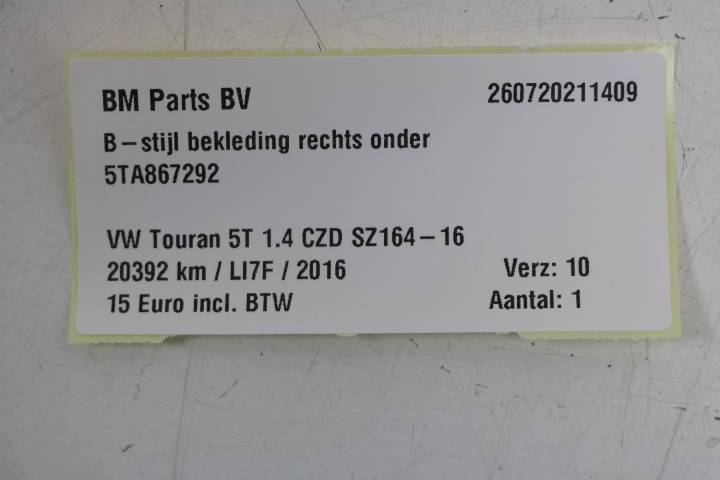 BM Parts BV 260720211409
B-stijl bekleding rechts onder
5TA867292
VW Touran 5T 1.4 CZD SZ164-16
20392 km / LI7F / 2016 Verz: 10
15 Euro incl. BTW Aantal: 1